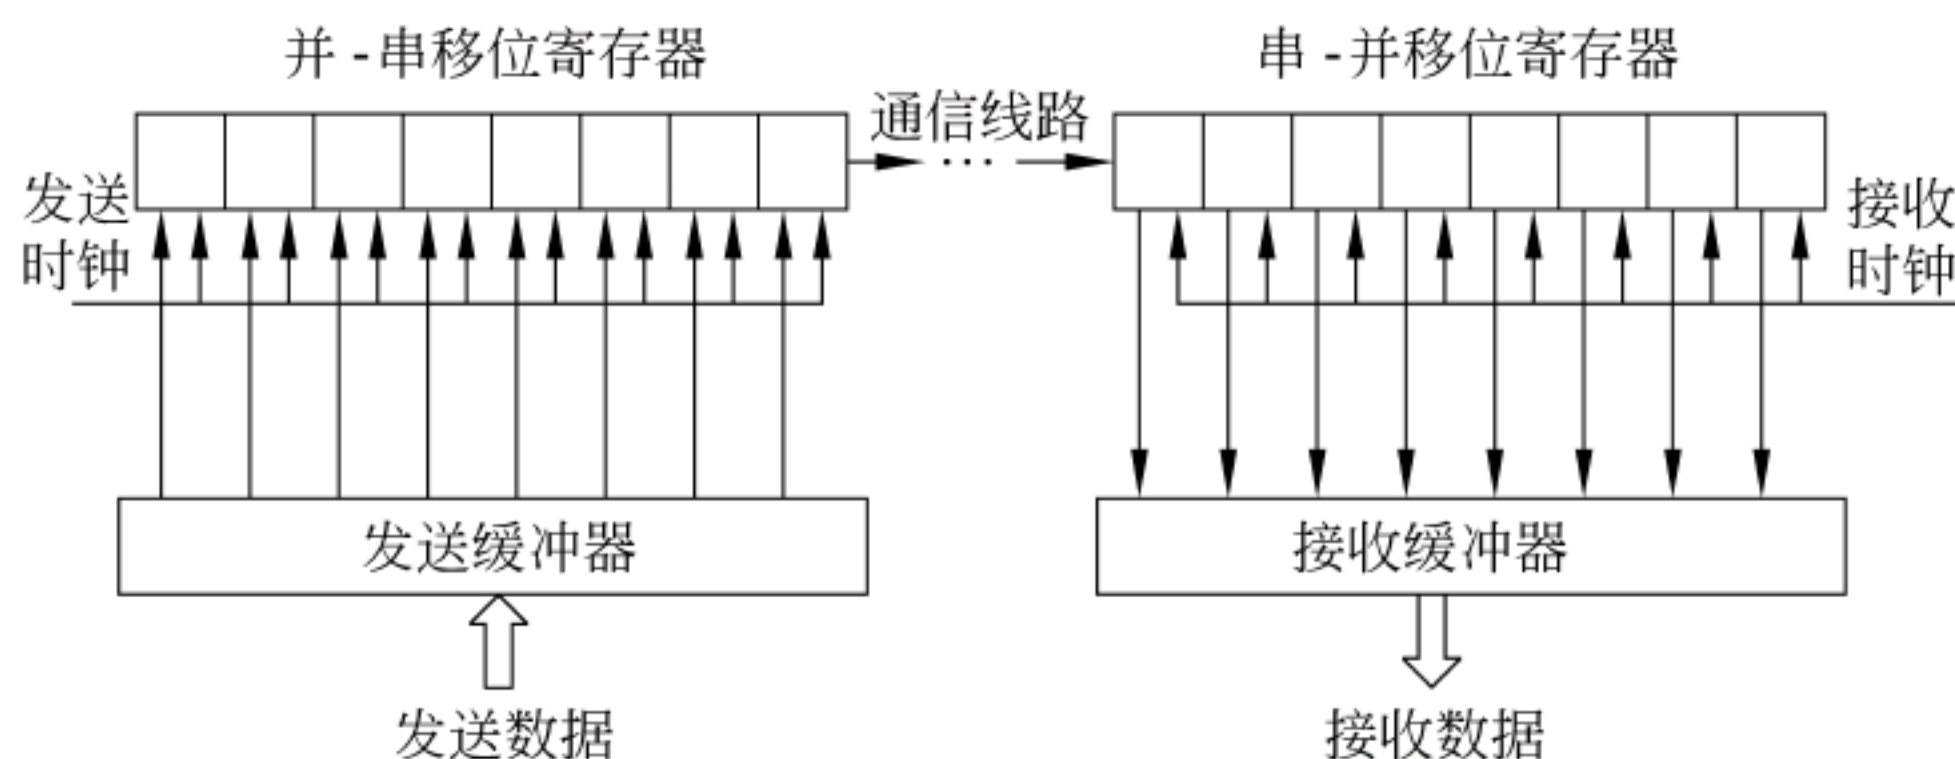 并 -串移位寄存器
串 -并移位寄存器
通信线路
···
发送
时钟
接收
时钟
发送缓冲器
接收缓冲器
发送数据
接收数据